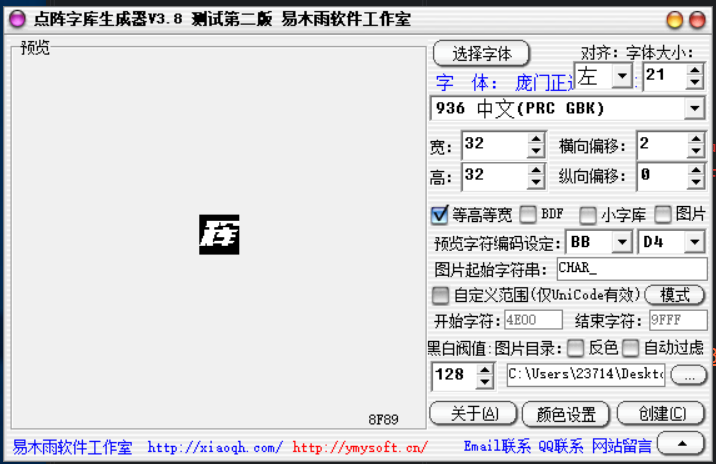 点阵字库生成器V3.8 测试第二版 易木雨软件工作室
预览
选择字体
对齐: 字体大小:
字 体: 庞门正
左
21
936 中文(PRC GBK)
宽: 32 横向偏移: 2
高: 32 纵向偏移: 0
等高等宽 BDF 小字库 图片
预览字符编码设定: BB D4
图片起始字符串: CHAR_
自定义范围(仅UniCode有效) 模式
开始字符: 4E00 结束字符: 9FFF
黑白阀值:图片目录: 反色 自动过虑
128 C:\Users\23714\Deskto ...
辉
8F89
关于(A) 颜色设置 创建(C)
易木雨软件工作室 http://xiaoqh.com/ http://ymysoft.cn/ Email联系 QQ联系 网站留言